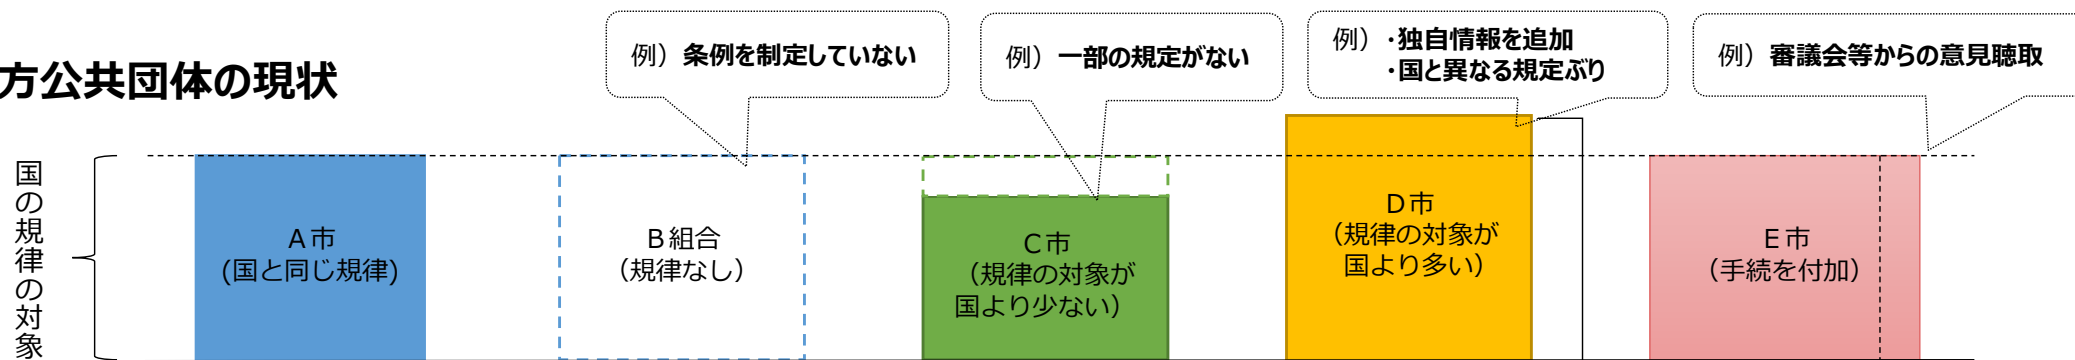 方公共団体の現状
例）条例を制定していない
例）一部の規定がない
例）・独自情報を追加
・国と異なる規定ぶり
例）審議会等からの意見聴取
国の規律の対象
Ａ市
(国と同じ規律)
Ｂ組合
（規律なし）
Ｃ市
（規律の対象が
国より少ない）
Ｄ市
（規律の対象が
国より多い）
Ｅ市
（手続を付加）